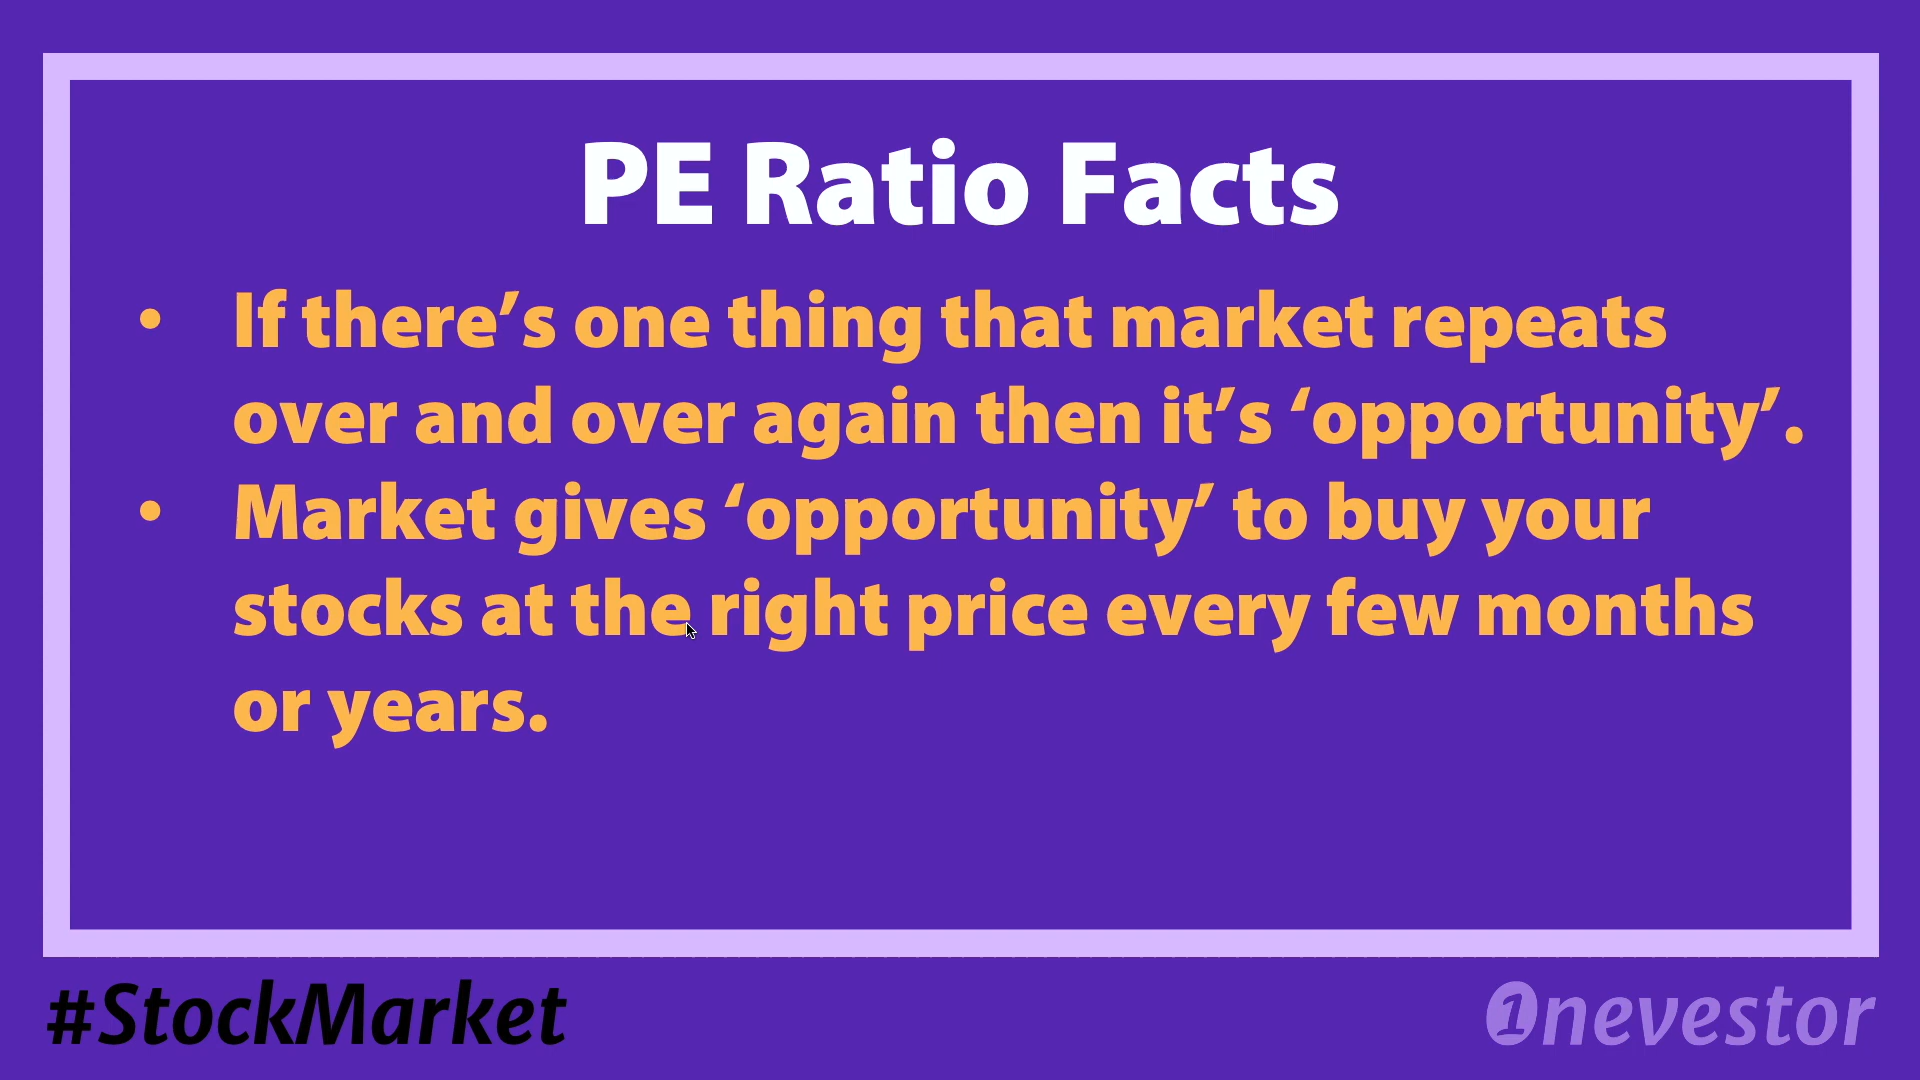 PE Ratio Facts
• If there’s one thing that market repeats
over and over again then it’s ‘opportunity’.
• Market gives ‘opportunity’ to buy your
stocks at the right price every few months
or years.
#StockMarket
1nevestor